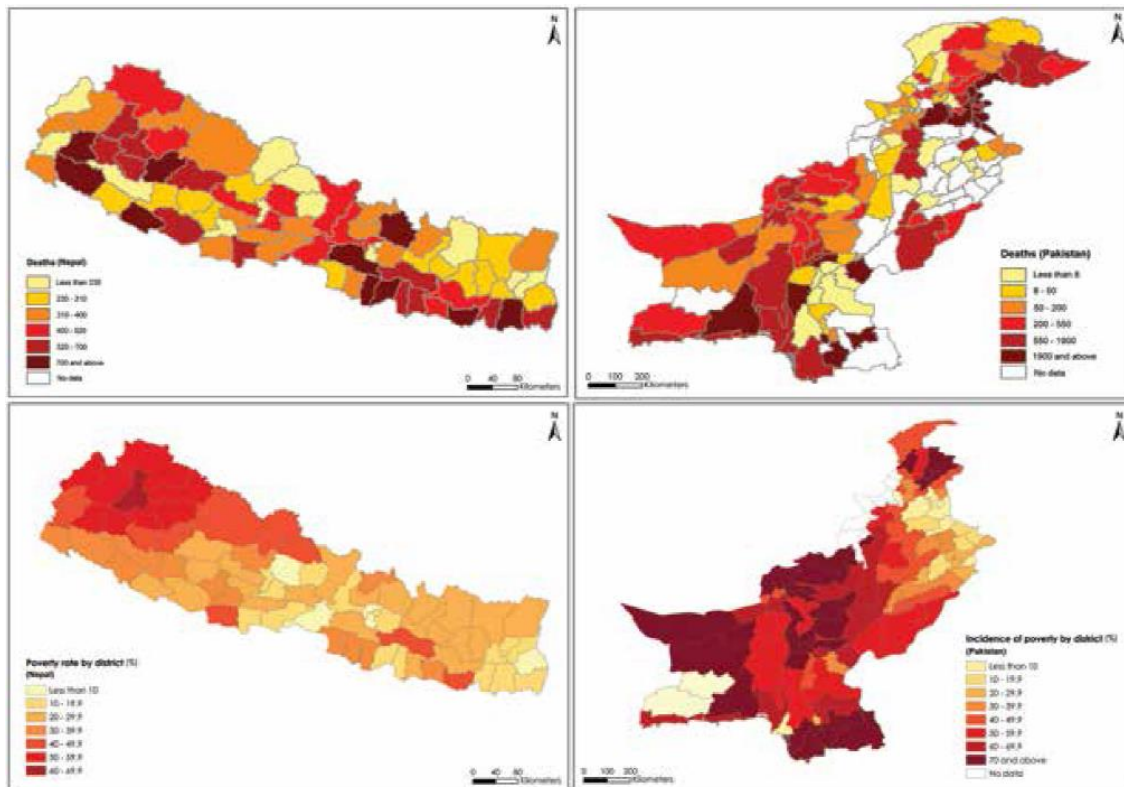 N
Deaths (Nepal)
Less than 235
235 - 310
310 - 400
400 - 520
520 - 700
700 and above
No data
0 40 80
Kilometers
N
Deaths (Pakistan)
Less than 8
8 - 50
50 - 200
200 - 550
550 - 1900
1900 and above
No data
0 100 200
Kilometers
N
Poverty rate by district (%)
(Nepal)
Less than 10
10 - 19.9
20 - 29.9
30 - 39.9
40 - 49.9
50 - 59.9
60 - 69.9
0 40 80
Kilometers
N
Incidence of poverty by district (%)
(Pakistan)
Less than 10
10 - 19.9
20 - 29.9
30 - 39.9
40 - 49.9
50 - 59.9
60 - 69.9
70 and above
No data
0 100 200
Kilometers